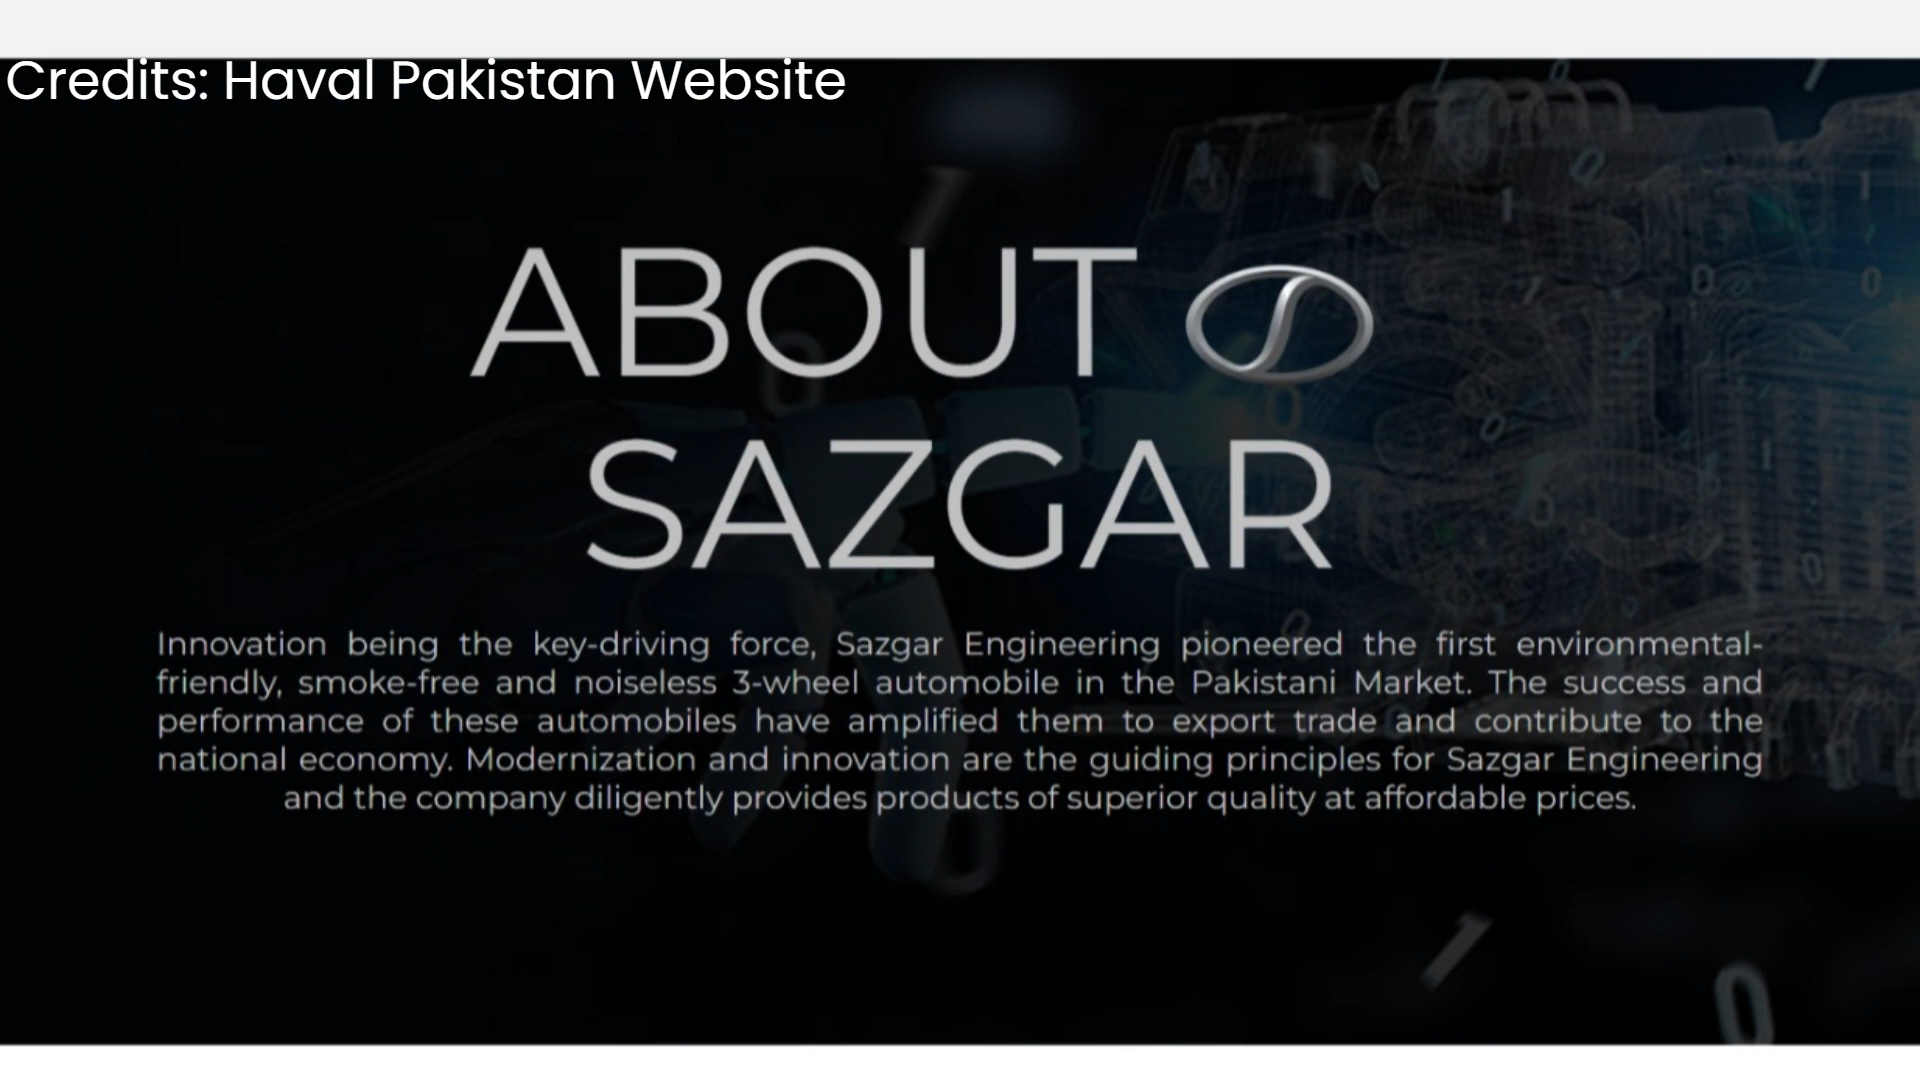 Credits: Haval Pakistan Website
ABOUT
SAZGAR
Innovation being the key-driving force, Sazgar Engineering pioneered the first environmental-
friendly, smoke-free and noiseless 3-wheel automobile in the Pakistani Market. The success and
performance of these automobiles have amplified them to export trade and contribute to the
national economy. Modernization and innovation are the guiding principles for Sazgar Engineering
and the company diligently provides products of superior quality at affordable prices.